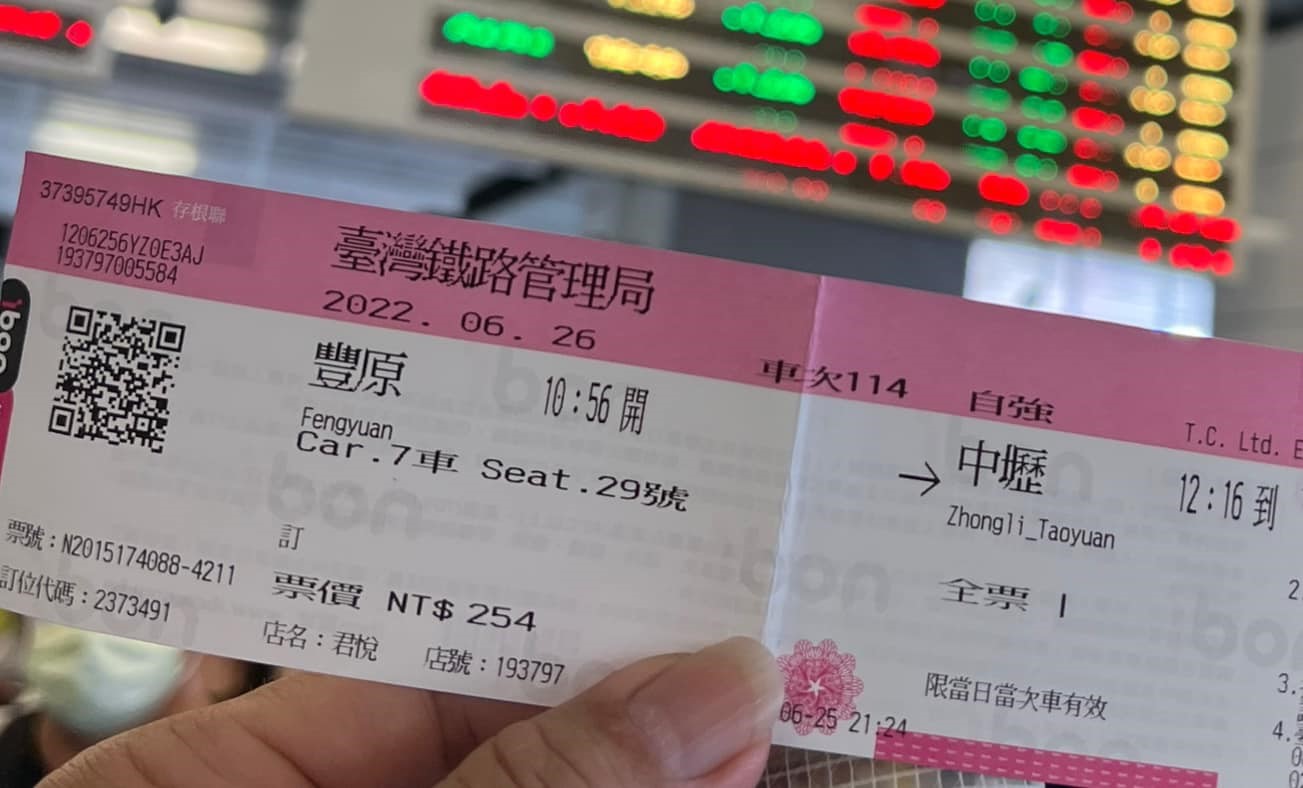 37395749HK 存根聯
1206256YZ0E3AJ
193797005584
臺灣鐵路管理局
2022. 06. 26
車次114 自強
T.C. Ltd. E
ibon
豐原 10:56 開
Fengyuan
Car.7車 Seat.29號
→ 中壢 12:16 到
Zhongli_Taoyuan
訂
全票
票號：N2015174088-4211
票價 NT$ 254
訂位代碼：2373491
店名：君悅 店號：193797
限當日當次車有效
06-25 21:24
2
3.
4.